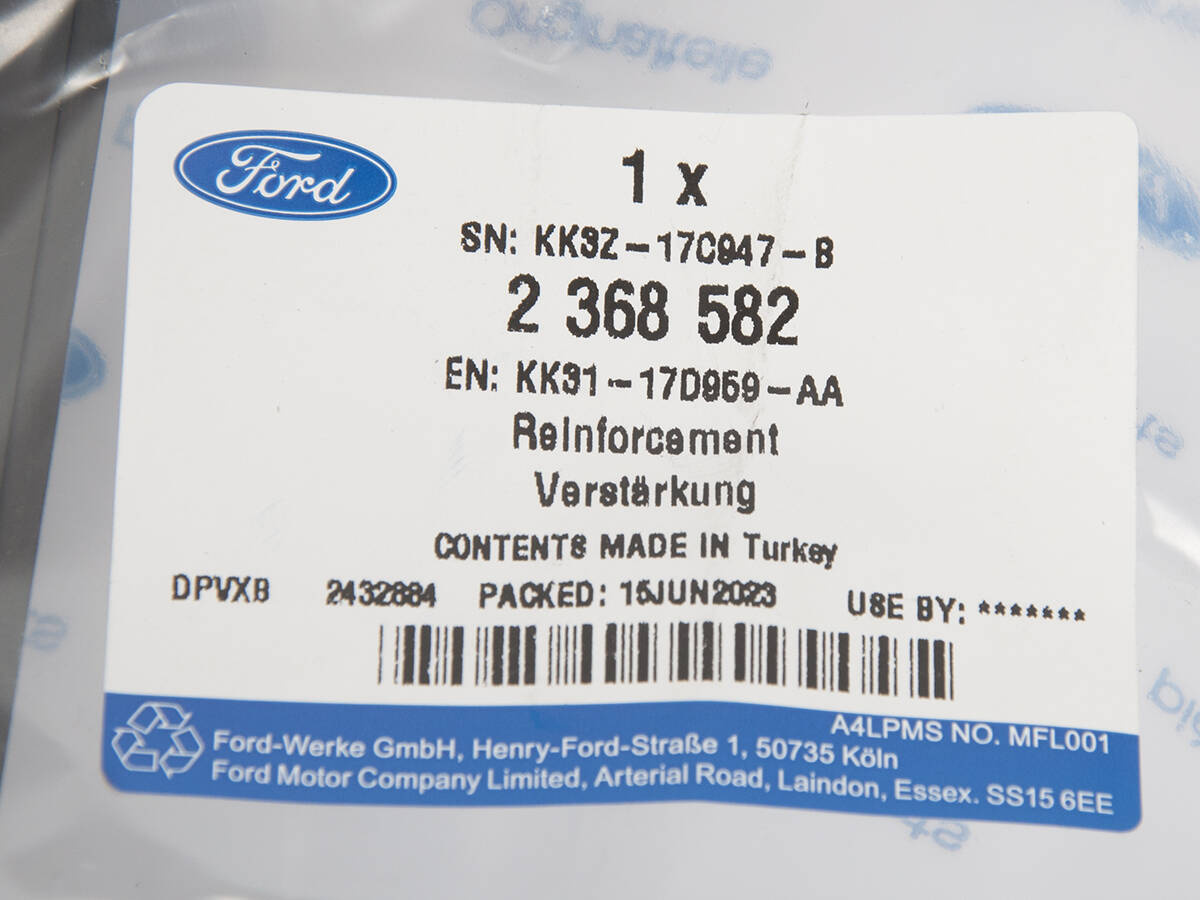 Originalteile
Ford
1 x
SN: KK3Z-17C947-B
2 368 582
EN: KK31-17D959-AA
Reinforcement
Verstärkung
CONTENTS MADE IN Turkey
DPVXB 2432884 PACKED: 15JUN2023 USE BY: *******
A4LPMS NO. MFL001
Ford-Werke GmbH, Henry-Ford-Straße 1, 50735 Köln
Ford Motor Company Limited, Arterial Road, Laindon, Essex. SS15 6EE